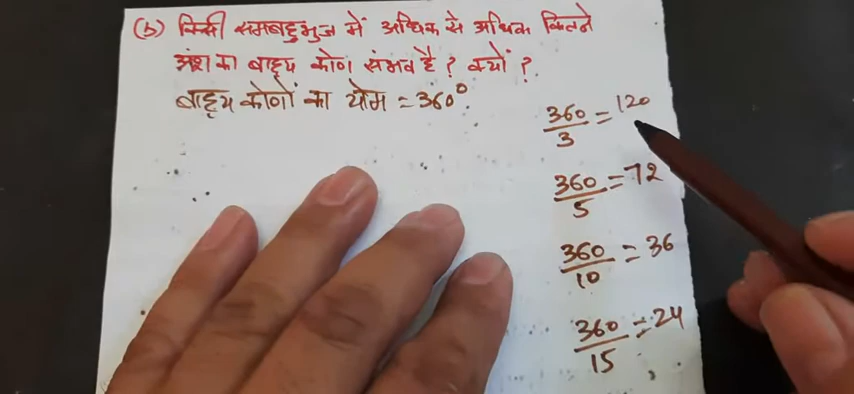 (b) किसी समबहुभुज में अधिक से अधिक कितने
अंश का बाह्य कोण संभव है? क्यों?
बाह्य कोणों का योग = 360°.
360/3 = 120
360/5 = 72
360/10 = 36
360/15 = 24